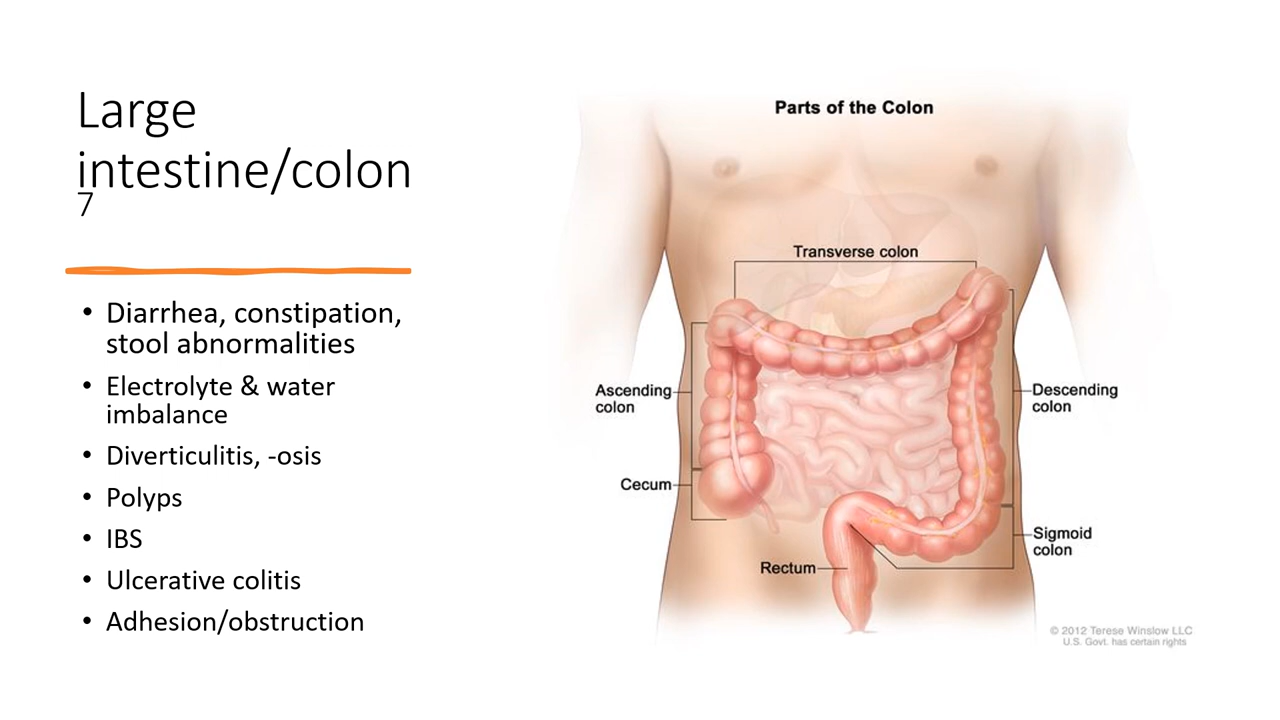 Large
intestine/colon
7
• Diarrhea, constipation,
stool abnormalities
• Electrolyte & water
imbalance
• Diverticulitis, -osis
• Polyps
• IBS
• Ulcerative colitis
• Adhesion/obstruction
Parts of the Colon
Transverse colon
Ascending
colon
Descending
colon
Cecum
Sigmoid
colon
Rectum
© 2012 Terese Winslow LLC
U.S. Govt. has certain rights